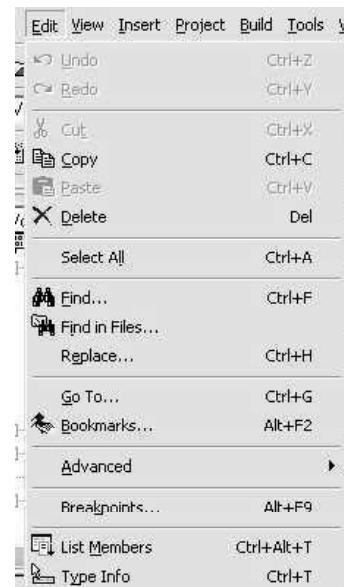 Edit View Insert Project Build Tools
Undo Ctrl+Z
Redo Ctrl+Y
Cut Ctrl+X
Copy Ctrl+C
Paste Ctrl+V
Delete Del
Select All Ctrl+A
Find... Ctrl+F
Find in Files...
Replace... Ctrl+H
Go To... Ctrl+G
Bookmarks... Alt+F2
Advanced
Breakpoints... Alt+F9
List Members Ctrl+Alt+T
Type Info Ctrl+T